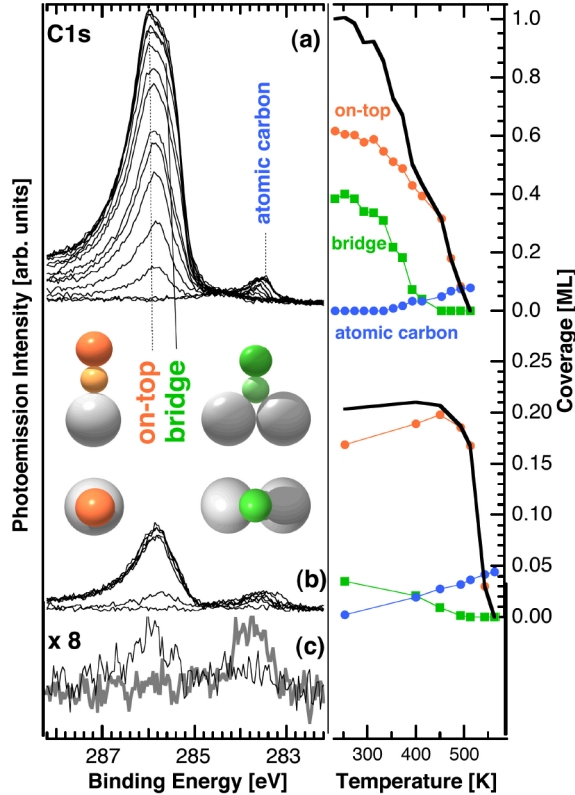 C1s
(a)
atomic carbon
on-top
bridge
(b)
x 8
(c)
Photoemission Intensity [arb. units]
287
285
283
Binding Energy [eV]
on-top
bridge
atomic carbon
1.0
0.8
0.6
0.4
0.2
0.0
0.25
0.20
0.15
0.10
0.05
0.00
Coverage [ML]
300
400
500
Temperature [K]